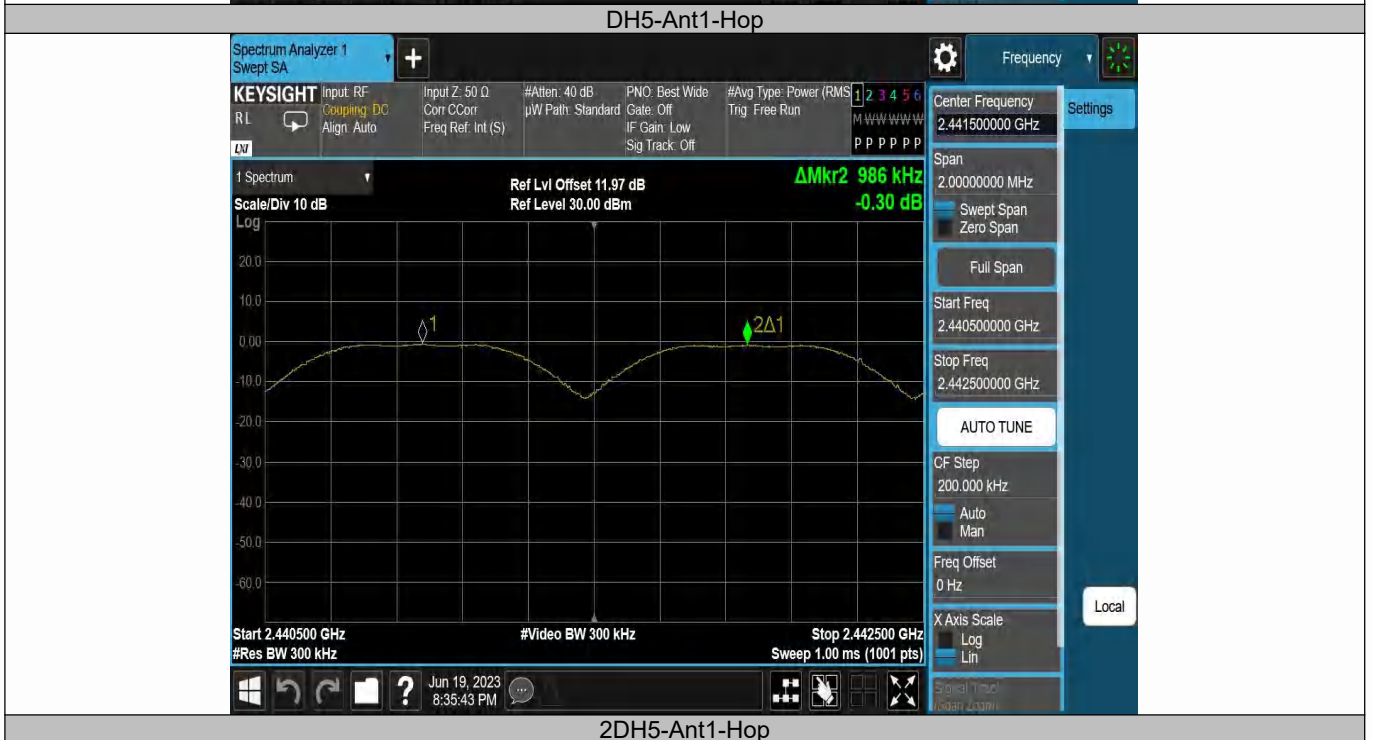 DH5-Ant1-Hop
Spectrum Analyzer 1
Swept SA
+
Frequency
KEYSIGHT
RL
LXI
Input: RF
Coupling: DC
Align: Auto
Input Z: 50 Ω
Corr CCorr
Freq Ref: Int (S)
#Atten: 40 dB
µW Path: Standard
PNO: Best Wide
Gate: Off
IF Gain: Low
Sig Track: Off
#Avg Type: Power (RMS
Trig: Free Run
1 2 3 4 5 6
M W W W W W
P P P P P P
1 Spectrum
Scale/Div 10 dB
Log
Ref Lvl Offset 11.97 dB
Ref Level 30.00 dBm
ΔMkr2 986 kHz
-0.30 dB
20.0
10.0
0.00
-10.0
-20.0
-30.0
-40.0
-50.0
-60.0
1
2Δ1
Start 2.440500 GHz
#Res BW 300 kHz
#Video BW 300 kHz
Stop 2.442500 GHz
Sweep 1.00 ms (1001 pts)
Center Frequency
2.441500000 GHz
Settings
Span
2.00000000 MHz
Swept Span
Zero Span
Full Span
Start Freq
2.440500000 GHz
Stop Freq
2.442500000 GHz
AUTO TUNE
CF Step
200.000 kHz
Auto
Man
Freq Offset
0 Hz
X Axis Scale
Log
Lin
Signal Track
(Span Zoom)
Local
?
Jun 19, 2023
8:35:43 PM
2DH5-Ant1-Hop